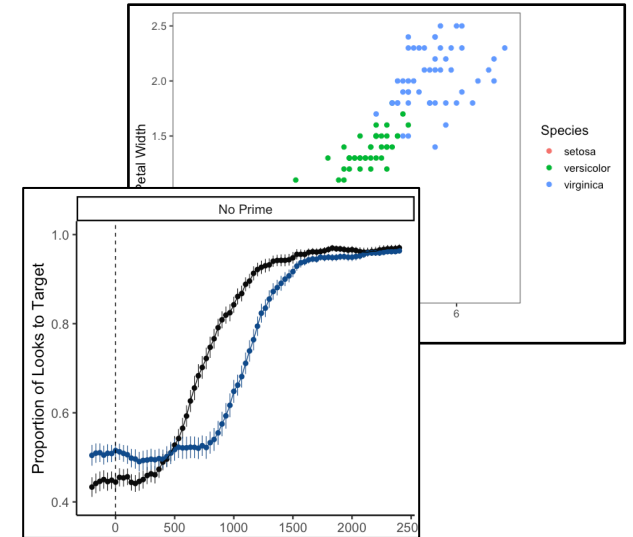 2.5
2.0
1.5
Petal Width
6
Species
setosa
versicolor
virginica
No Prime
Proportion of Looks to Target
1.0
0.8
0.6
0.4
0 500 1000 1500 2000 250